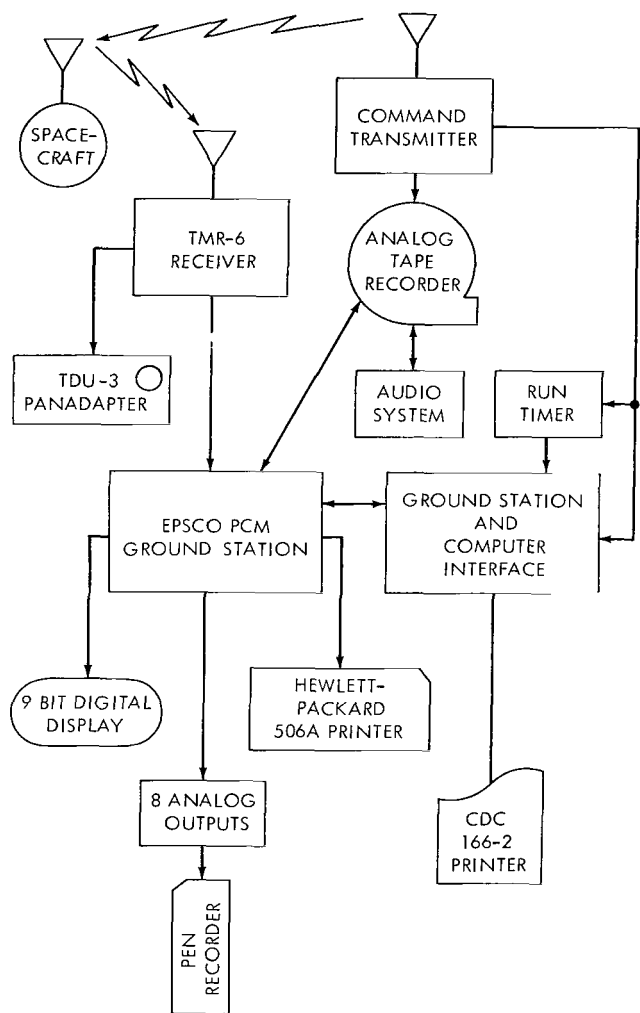 SPACE-
CRAFT
COMMAND
TRANSMITTER
TMR-6
RECEIVER
ANALOG
TAPE
RECORDER
TDU-3
PANADAPTER
AUDIO
SYSTEM
RUN
TIMER
EPSCO PCM
GROUND STATION
GROUND STATION
AND
COMPUTER
INTERFACE
9 BIT DIGITAL
DISPLAY
HEWLETT-
PACKARD
506A PRINTER
8 ANALOG
OUTPUTS
CDC
166-2
PRINTER
PEN
RECORDER